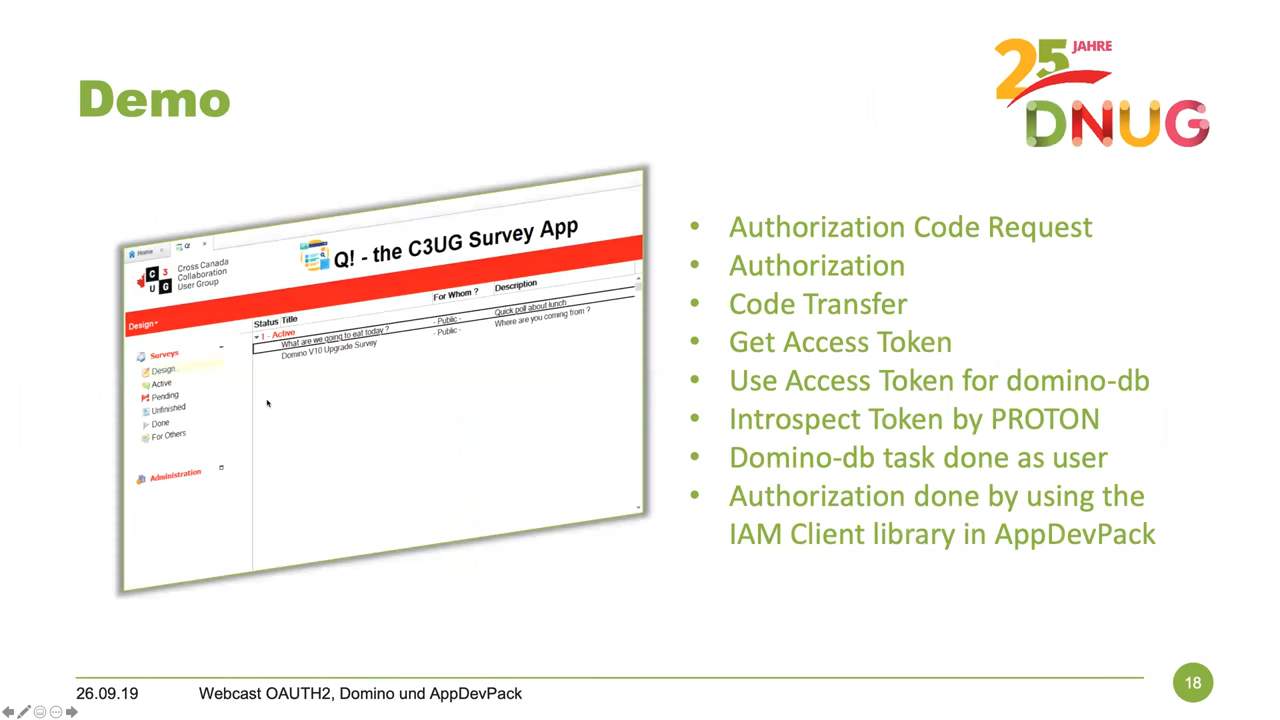 Demo
25 JAHRE
DNUG
Home
Q!
C 3
U G
Cross Canada
Collaboration
User Group
Q! - the C3UG Survey App
Design
Surveys
Design...
Active
Pending
Unfinished
Done
For Others
Administration
Status Title
For Whom ?
Description
1 - Active
What are we going to eat today ?
- Public -
Quick poll about lunch
Domino V10 Upgrade Survey
- Public -
Where are you coming from ?
• Authorization Code Request
• Authorization
• Code Transfer
• Get Access Token
• Use Access Token for domino-db
• Introspect Token by PROTON
• Domino-db task done as user
• Authorization done by using the
IAM Client library in AppDevPack
26.09.19
Webcast OAUTH2, Domino und AppDevPack
18